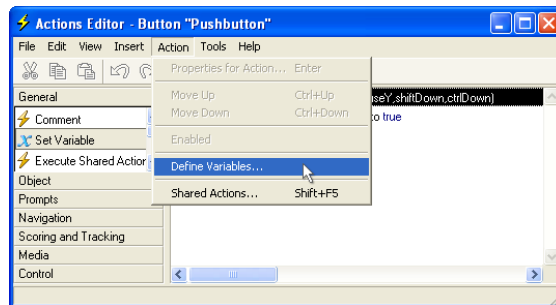 Actions Editor - Button "Pushbutton"
File Edit View Insert Action Tools Help
Properties for Action... Enter
General
Move Up Ctrl+Up
useY,shiftDown,ctrlDown)
Comment
Move Down Ctrl+Down
to true
Set Variable
Enabled
Execute Shared Action
Define Variables...
Object
Prompts
Shared Actions... Shift+F5
Navigation
Scoring and Tracking
Media
Control